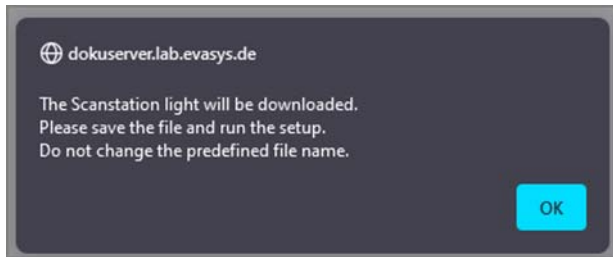 dokuserver.lab.evasys.de
The Scanstation light will be downloaded.
Please save the file and run the setup.
Do not change the predefined file name.
OK